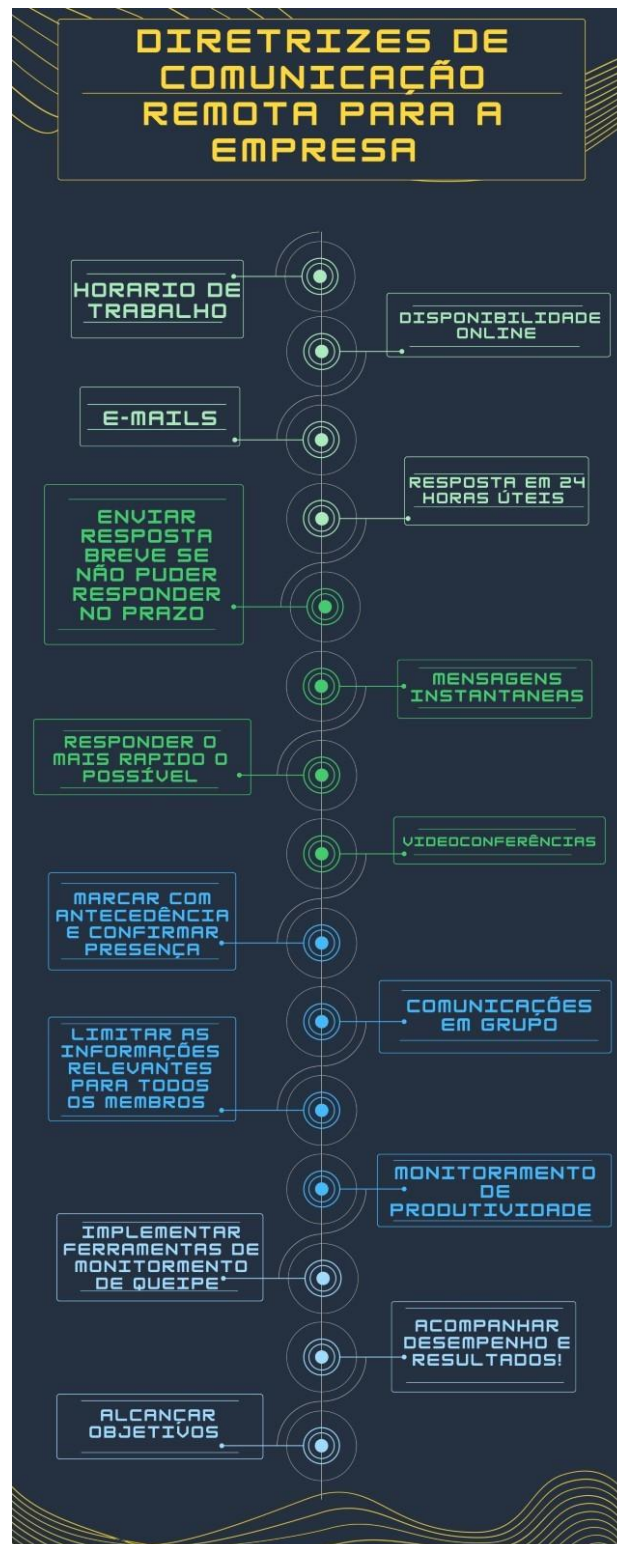 DIRETRIZES DE
COMUNICAÇÃO
REMOTA PARA A
EMPRESA
HORARIO DE
TRABALHO
DISPONIBILIDADE
ONLINE
E-MAILS
RESPOSTA EM 24
HORAS ÚTEIS
ENVIAR
RESPOSTA
BREVE SE
NÃO PUDER
RESPONDER
NO PRAZO
MENSAGENS
INSTANTANEAS
RESPONDER O
MAIS RAPIDO O
POSSÍVEL
VIDEOCONFERÊNCIAS
MARCAR COM
ANTECEDÊNCIA
E CONFIRMAR
PRESENÇA
COMUNICAÇÕES
EM GRUPO
LIMITAR AS
INFORMAÇÕES
RELEVANTES
PARA TODOS
OS MEMBROS
MONITORAMENTO
DE
PRODUTIVIDADE
IMPLEMENTAR
FERRAMENTAS DE
MONITORMENTO
DE QUEIPE
ACOMPANHAR
DESEMPENHO E
RESULTADOS!
ALCANÇAR
OBJETIVOS